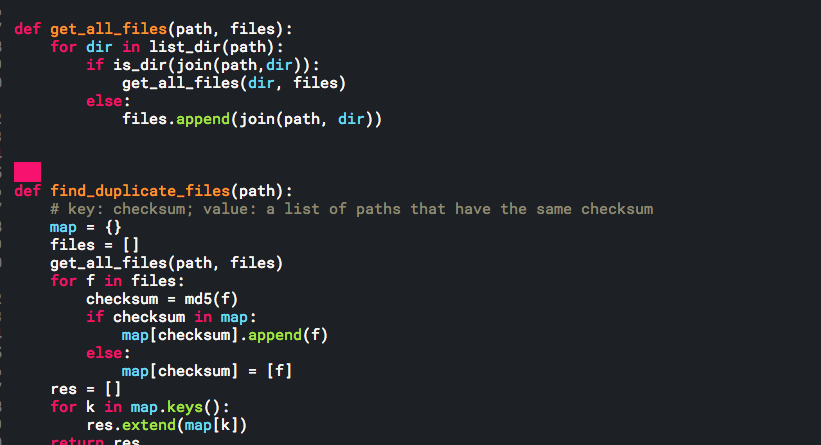 def get_all_files(path, files):
    for dir in list_dir(path):
        if is_dir(join(path,dir)):
            get_all_files(dir, files)
        else:
            files.append(join(path, dir))
def find_duplicate_files(path):
    # key: checksum; value: a list of paths that have the same checksum
    map = {}
    files = []
    get_all_files(path, files)
    for f in files:
        checksum = md5(f)
        if checksum in map:
            map[checksum].append(f)
        else:
            map[checksum] = [f]
    res = []
    for k in map.keys():
        res.extend(map[k])
    return res